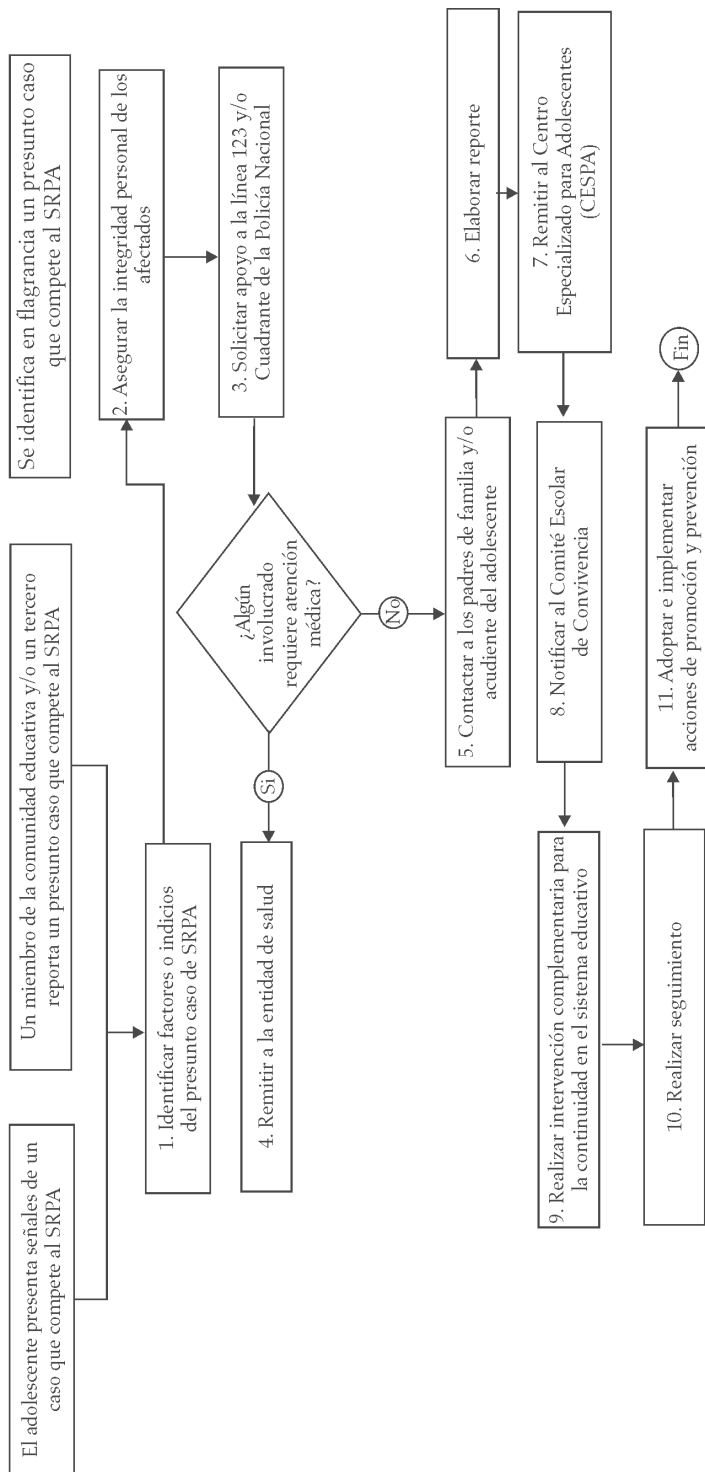 El adolescente presenta señales de un
caso que compete al SRPA
Un miembro de la comunidad educativa y/o un tercero
reporta un presunto caso que compete al SRPA
Se identifica en flagrancia un presunto caso
que compete al SRPA
1. Identificar factores o indicios
del presunto caso de SRPA
2. Asegurar la integridad personal de los
afectados
3. Solicitar apoyo a la línea 123 y/o
Cuadrante de la Policía Nacional
¿Algún
involucrado
requiere atención
médica?
Si
4. Remitir a la entidad de salud
No
5. Contactar a los padres de familia y/o
acudiente del adolescente
6. Elaborar reporte
7. Remitir al Centro
Especializado para Adolescentes
(CESPA)
8. Notificar al Comité Escolar
de Convivencia
9. Realizar intervención complementaria para
la continuidad en el sistema educativo
10. Realizar seguimiento
11. Adoptar e implementar
acciones de promoción y prevención
Fin